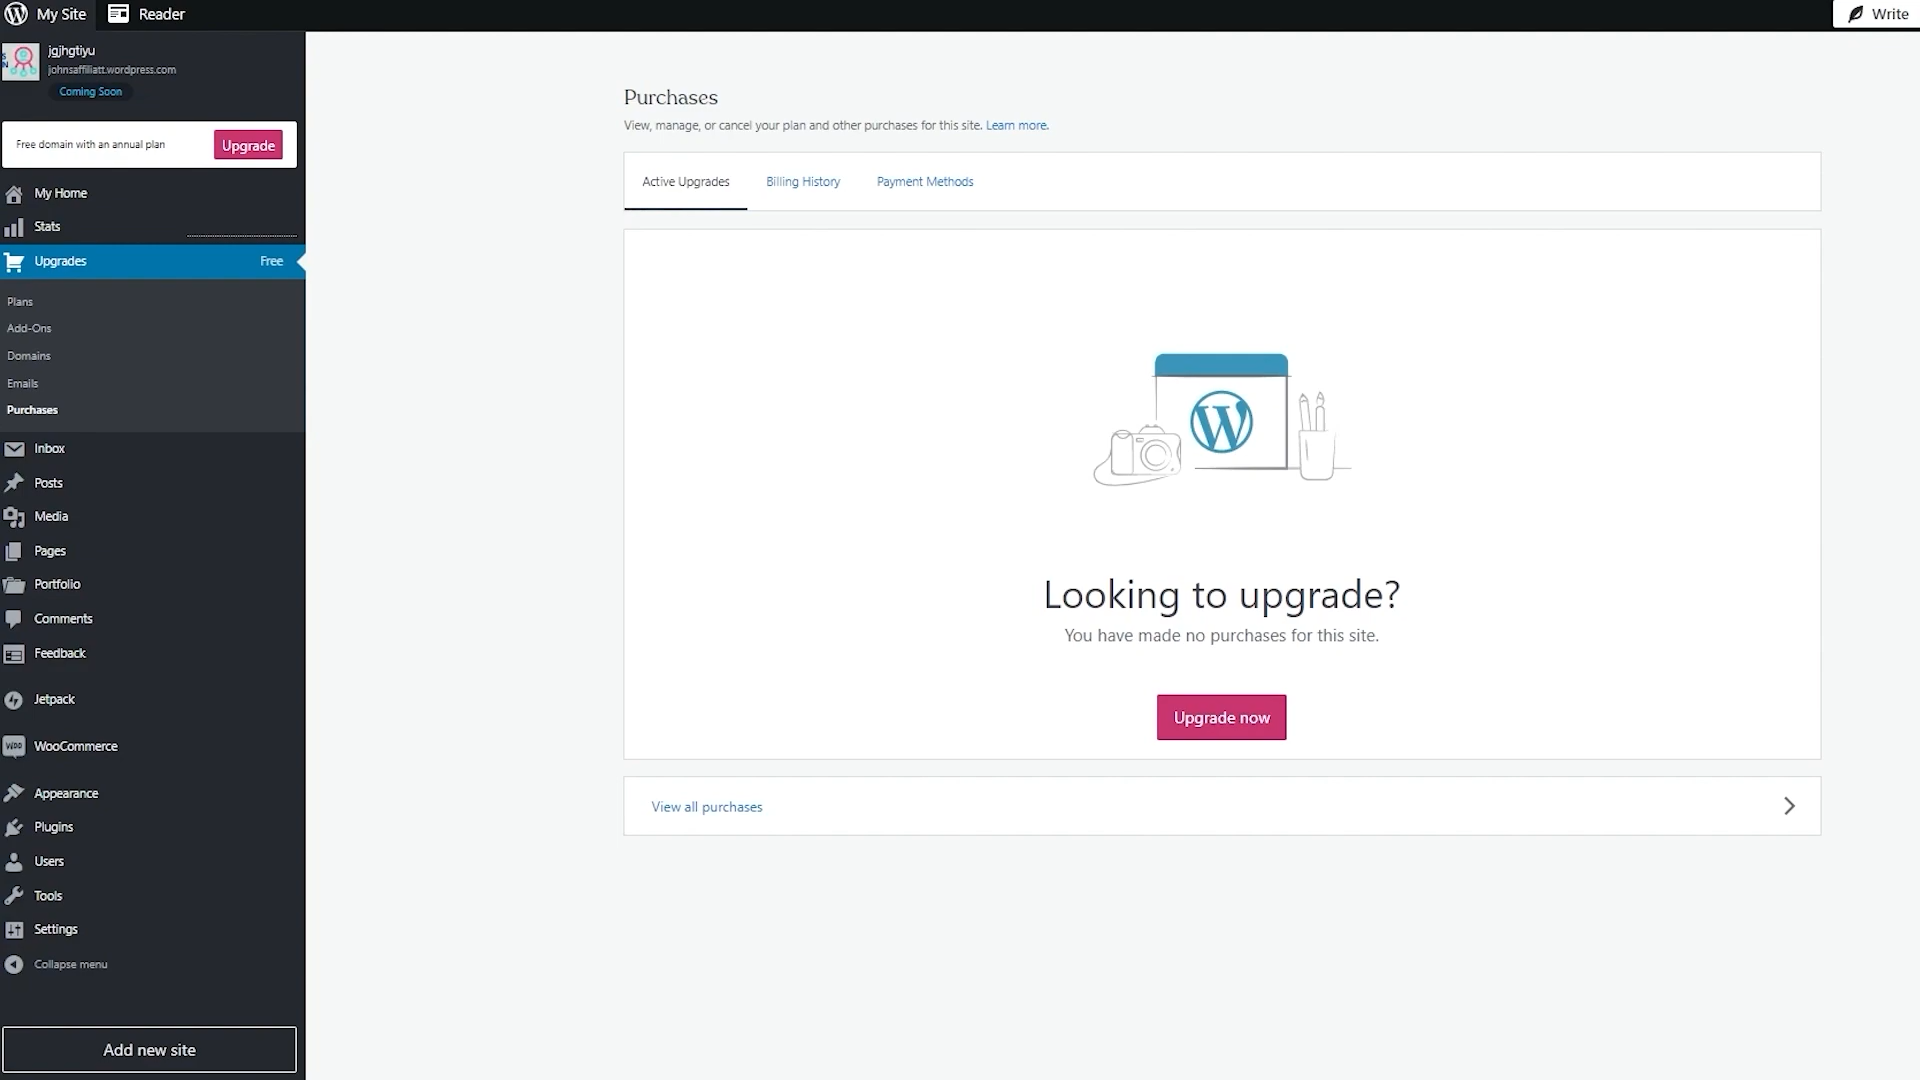 My Site
Reader
Write
jgjhgtiyu
johnsaffiliatt.wordpress.com
Coming Soon
Free domain with an annual plan
Upgrade
My Home
Stats
Upgrades
Free
Plans
Add-Ons
Domains
Emails
Purchases
Inbox
Posts
Media
Pages
Portfolio
Comments
Feedback
Jetpack
WooCommerce
Appearance
Plugins
Users
Tools
Settings
Collapse menu
Add new site
Purchases
View, manage, or cancel your plan and other purchases for this site. Learn more.
Active Upgrades
Billing History
Payment Methods
Looking to upgrade?
You have made no purchases for this site.
Upgrade now
View all purchases